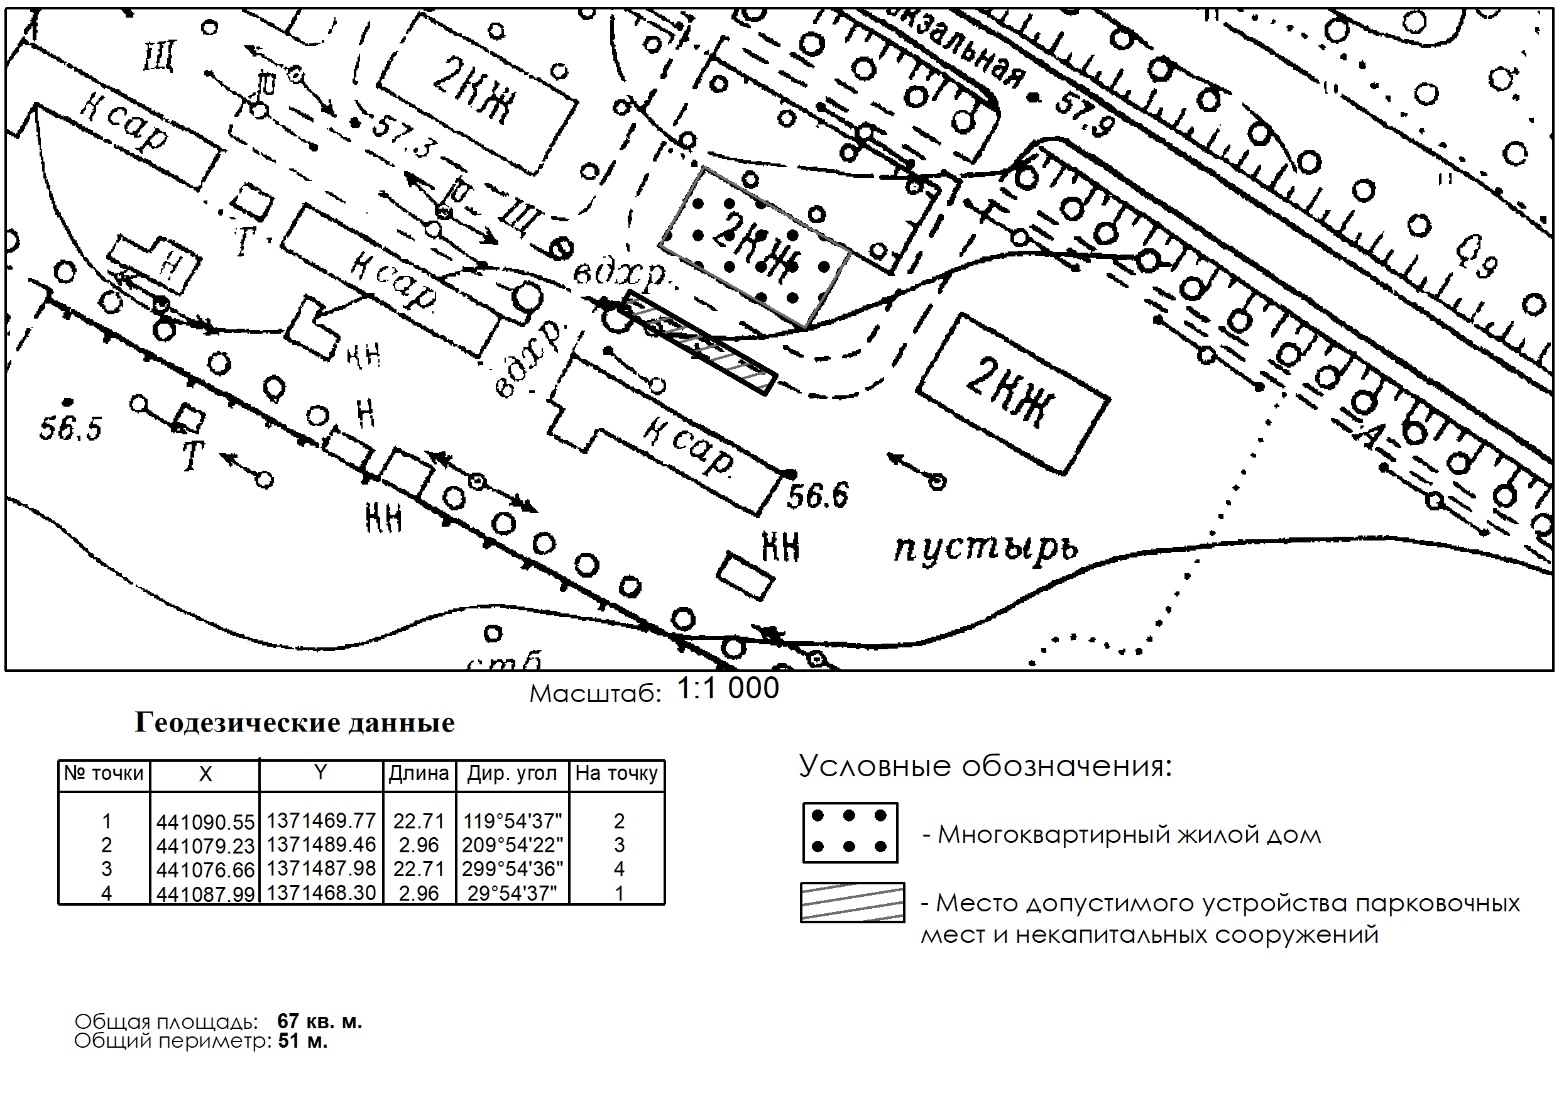 Щ
к сар.
57.3
2КЖ
кзальная
57.9
Щ
Т
Н
к сар.
вдхр.
2КЖ
вдхр.
КН
2КЖ
56.5
Т
Н
к сар.
56.6
КН
КН
пустырь
А
стб
Масштаб: 1:1 000
Геодезические данные
№ точки X Y Длина Дир. угол На точку
1 441090.55 1371469.77 22.71 119°54'37" 2
2 441079.23 1371489.46 2.96 209°54'22" 3
3 441076.66 1371487.98 22.71 299°54'36" 4
4 441087.99 1371468.30 2.96 29°54'37" 1
Условные обозначения:
- Многоквартирный жилой дом
- Место допустимого устройства парковочных
мест и некапитальных сооружений
Общая площадь: 67 кв. м.
Общий периметр: 51 м.